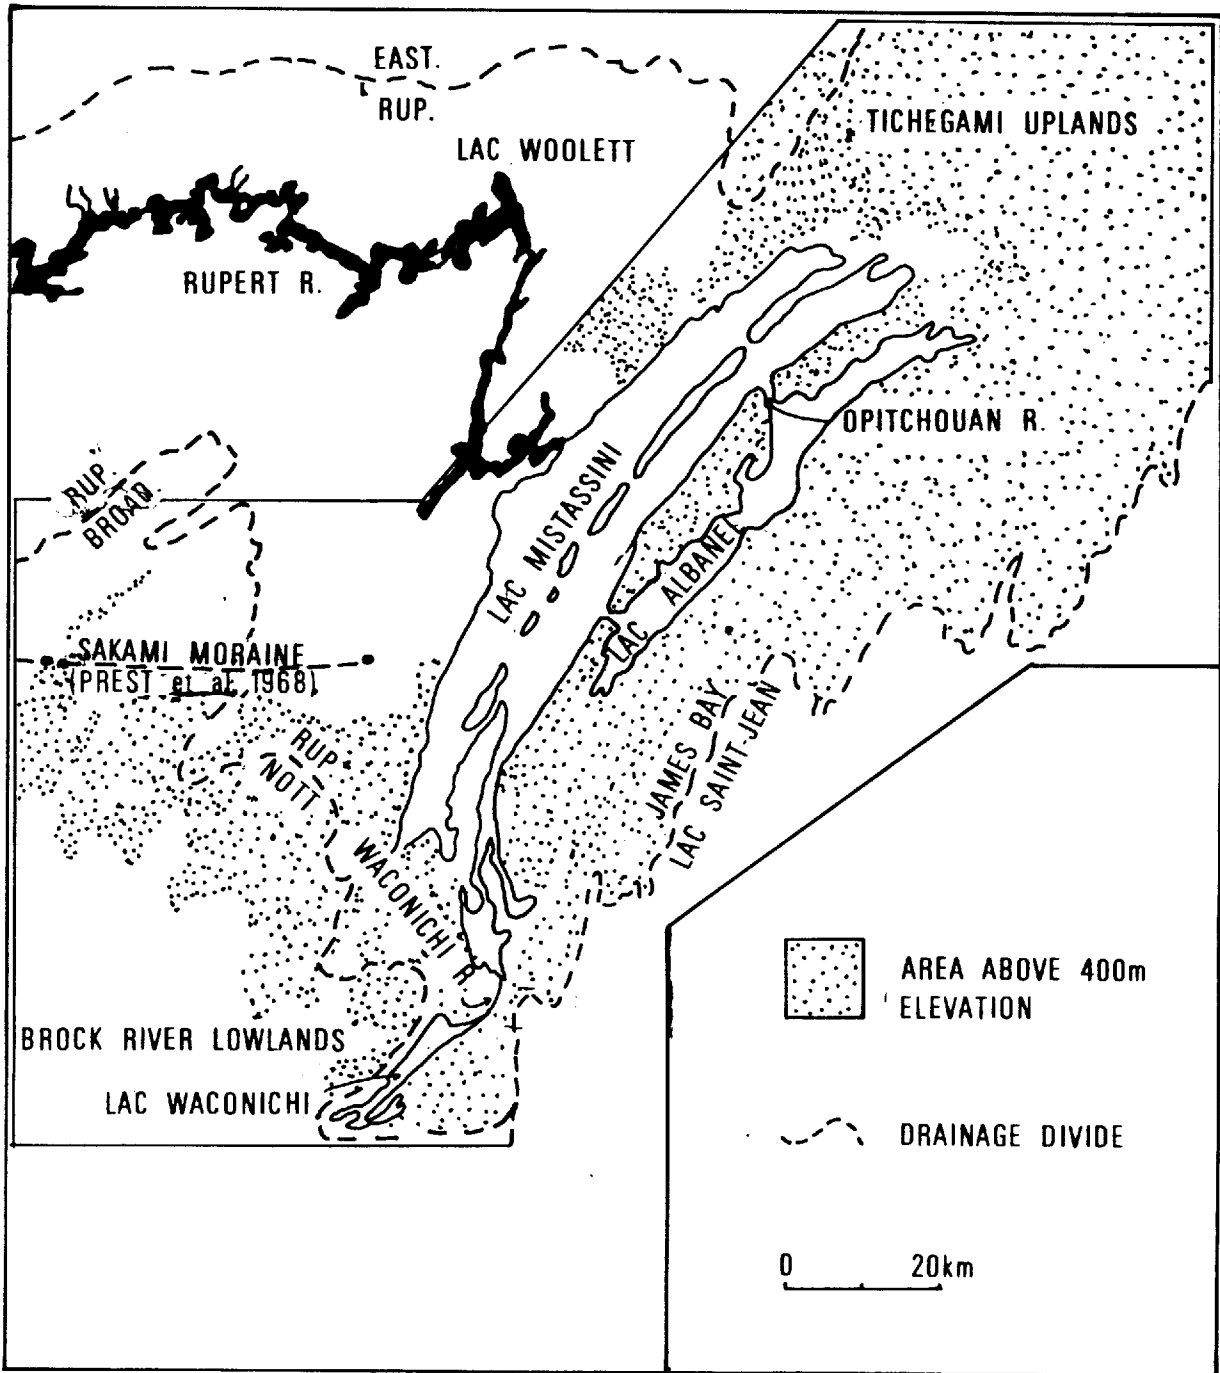 EAST.
RUP.
LAC WOOLETT
TICHEGAMI UPLANDS
RUPERT R.
OPITCHOUAN R.
RUP
BROAD.
LAC MISTASSINI
LAC ALBANEL
SAKAMI MORAINE
(PREST et al. 1968)
RUP
NOTT.
JAMES BAY
LAC SAINT-JEAN
WACONICHI R.
AREA ABOVE 400m
ELEVATION
BROCK RIVER LOWLANDS
LAC WACONICHI
DRAINAGE DIVIDE
0 20km